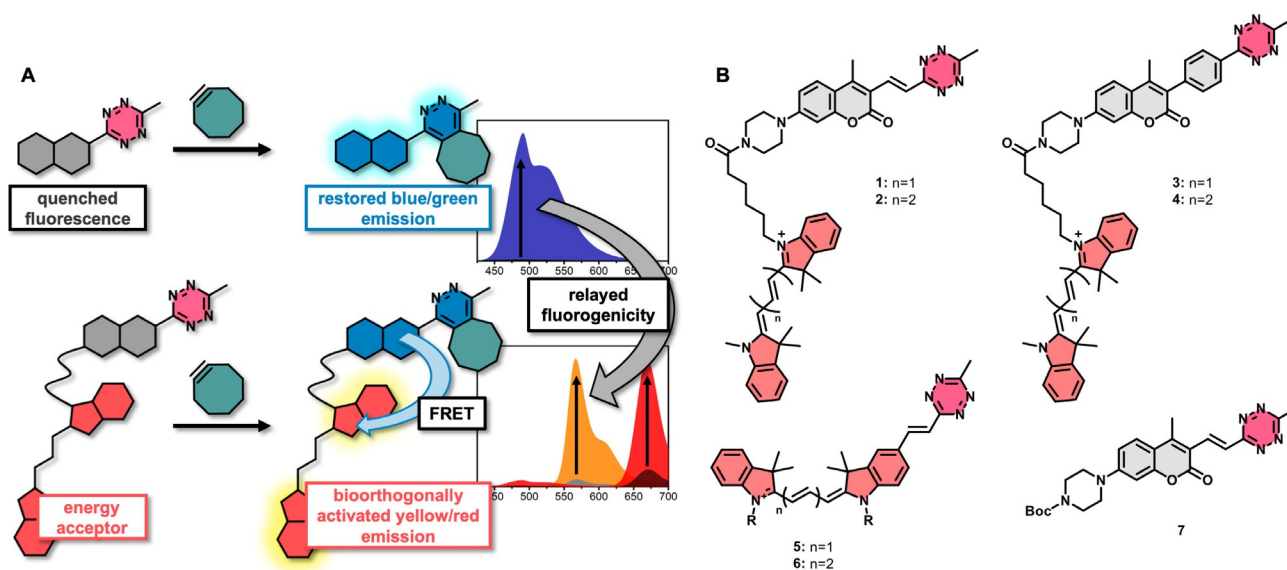 A
N
N
N
N
quenched
fluorescence
N
N
restored blue/green
emission
450 500 550 600 650 700
relayed
fluorogenicity
N
N
N
N
energy
acceptor
N
N
FRET
bioorthogonally
activated yellow/red
emission
450 500 550 600 650 700
B
N
N
N
N
N
N
O
O
O
1: n=1
2: n=2
+
N
n
N
N
N
N
N
N
N
O
O
O
3: n=1
4: n=2
+
N
n
N
N
N
N
N
N+
R
n
N
R
5: n=1
6: n=2
N
N
N
N
N
O
O
N
Boc
7